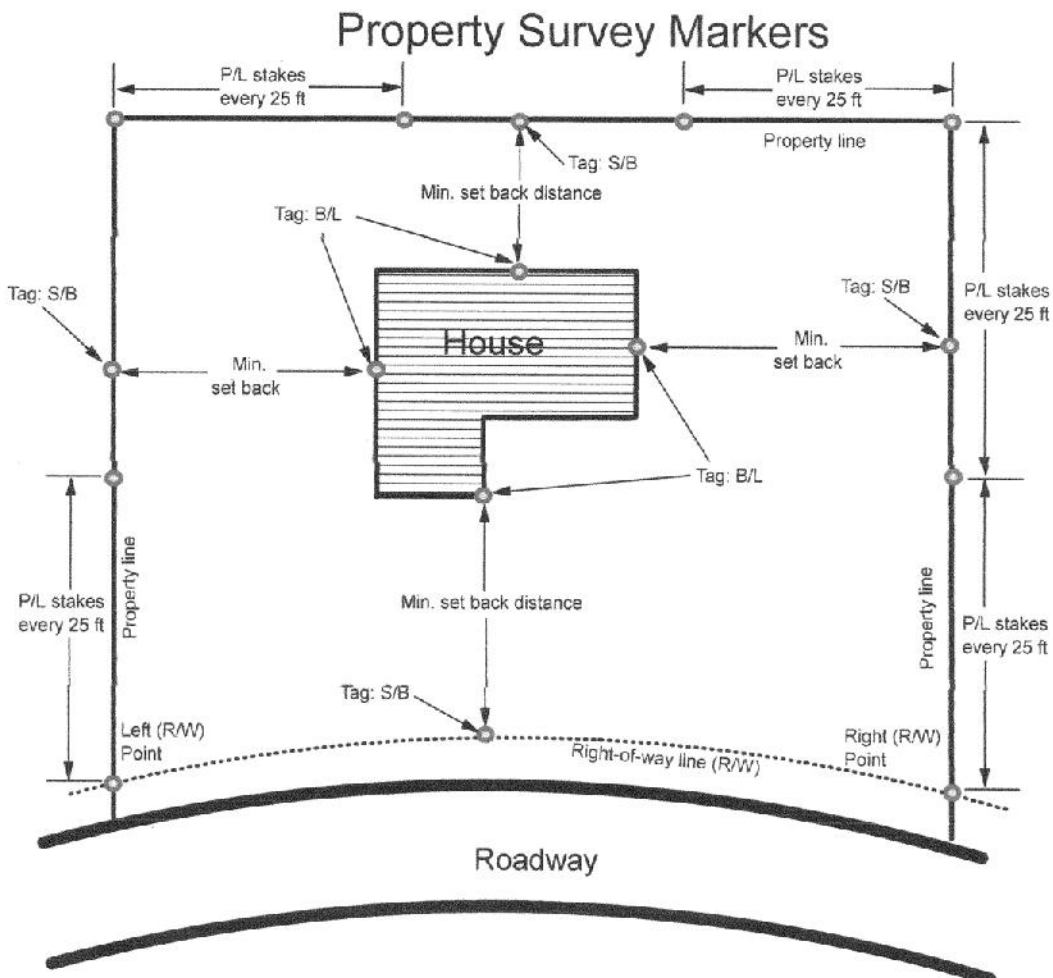 Property Survey Markers
P/L stakes
every 25 ft
P/L stakes
every 25 ft
Property line
Tag: S/B
Min. set back distance
Tag: B/L
Tag: S/B
Tag: S/B
P/L stakes
every 25 ft
House
Min.
set back
Min.
set back
Tag: B/L
Property line
P/L stakes
every 25 ft
Min. set back distance
Property line
P/L stakes
every 25 ft
Tag: S/B
Left (R/W)
Point
Right-of-way line (R/W)
Right (R/W)
Point
Roadway